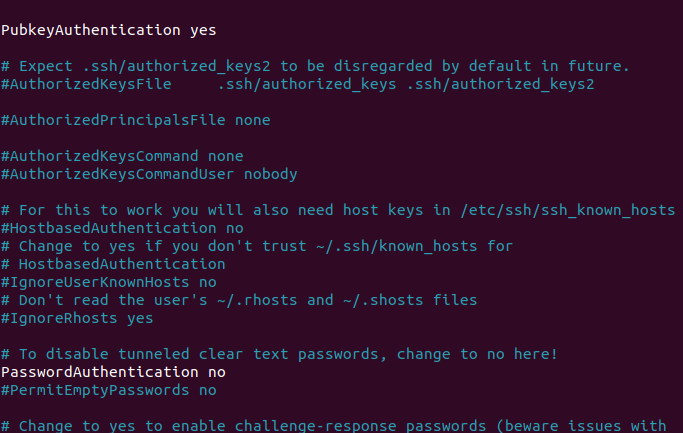 PubkeyAuthentication yes
# Expect .ssh/authorized_keys2 to be disregarded by default in future.
#AuthorizedKeysFile     .ssh/authorized_keys .ssh/authorized_keys2
#AuthorizedPrincipalsFile none
#AuthorizedKeysCommand none
#AuthorizedKeysCommandUser nobody
# For this to work you will also need host keys in /etc/ssh/ssh_known_hosts
#HostbasedAuthentication no
# Change to yes if you don't trust ~/.ssh/known_hosts for
# HostbasedAuthentication
#IgnoreUserKnownHosts no
# Don't read the user's ~/.rhosts and ~/.shosts files
#IgnoreRhosts yes
# To disable tunneled clear text passwords, change to no here!
PasswordAuthentication no
#PermitEmptyPasswords no
# Change to yes to enable challenge-response passwords (beware issues with